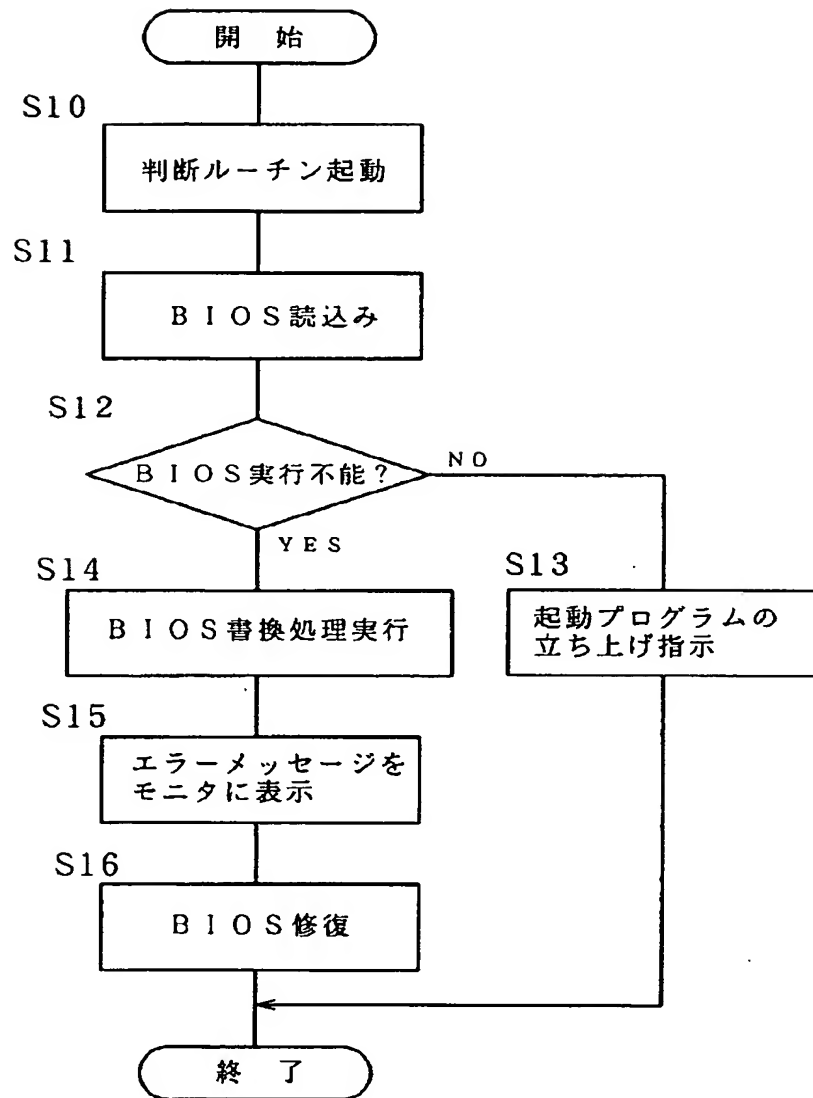 開 始
S10
判断ルーチン起動
S11
BIOS読込み
S12
BIOS実行不能?
NO
YES
S14
BIOS書換処理実行
S13
起動プログラムの
立ち上げ指示
S15
エラーメッセージを
モニタに表示
S16
BIOS修復
終 了